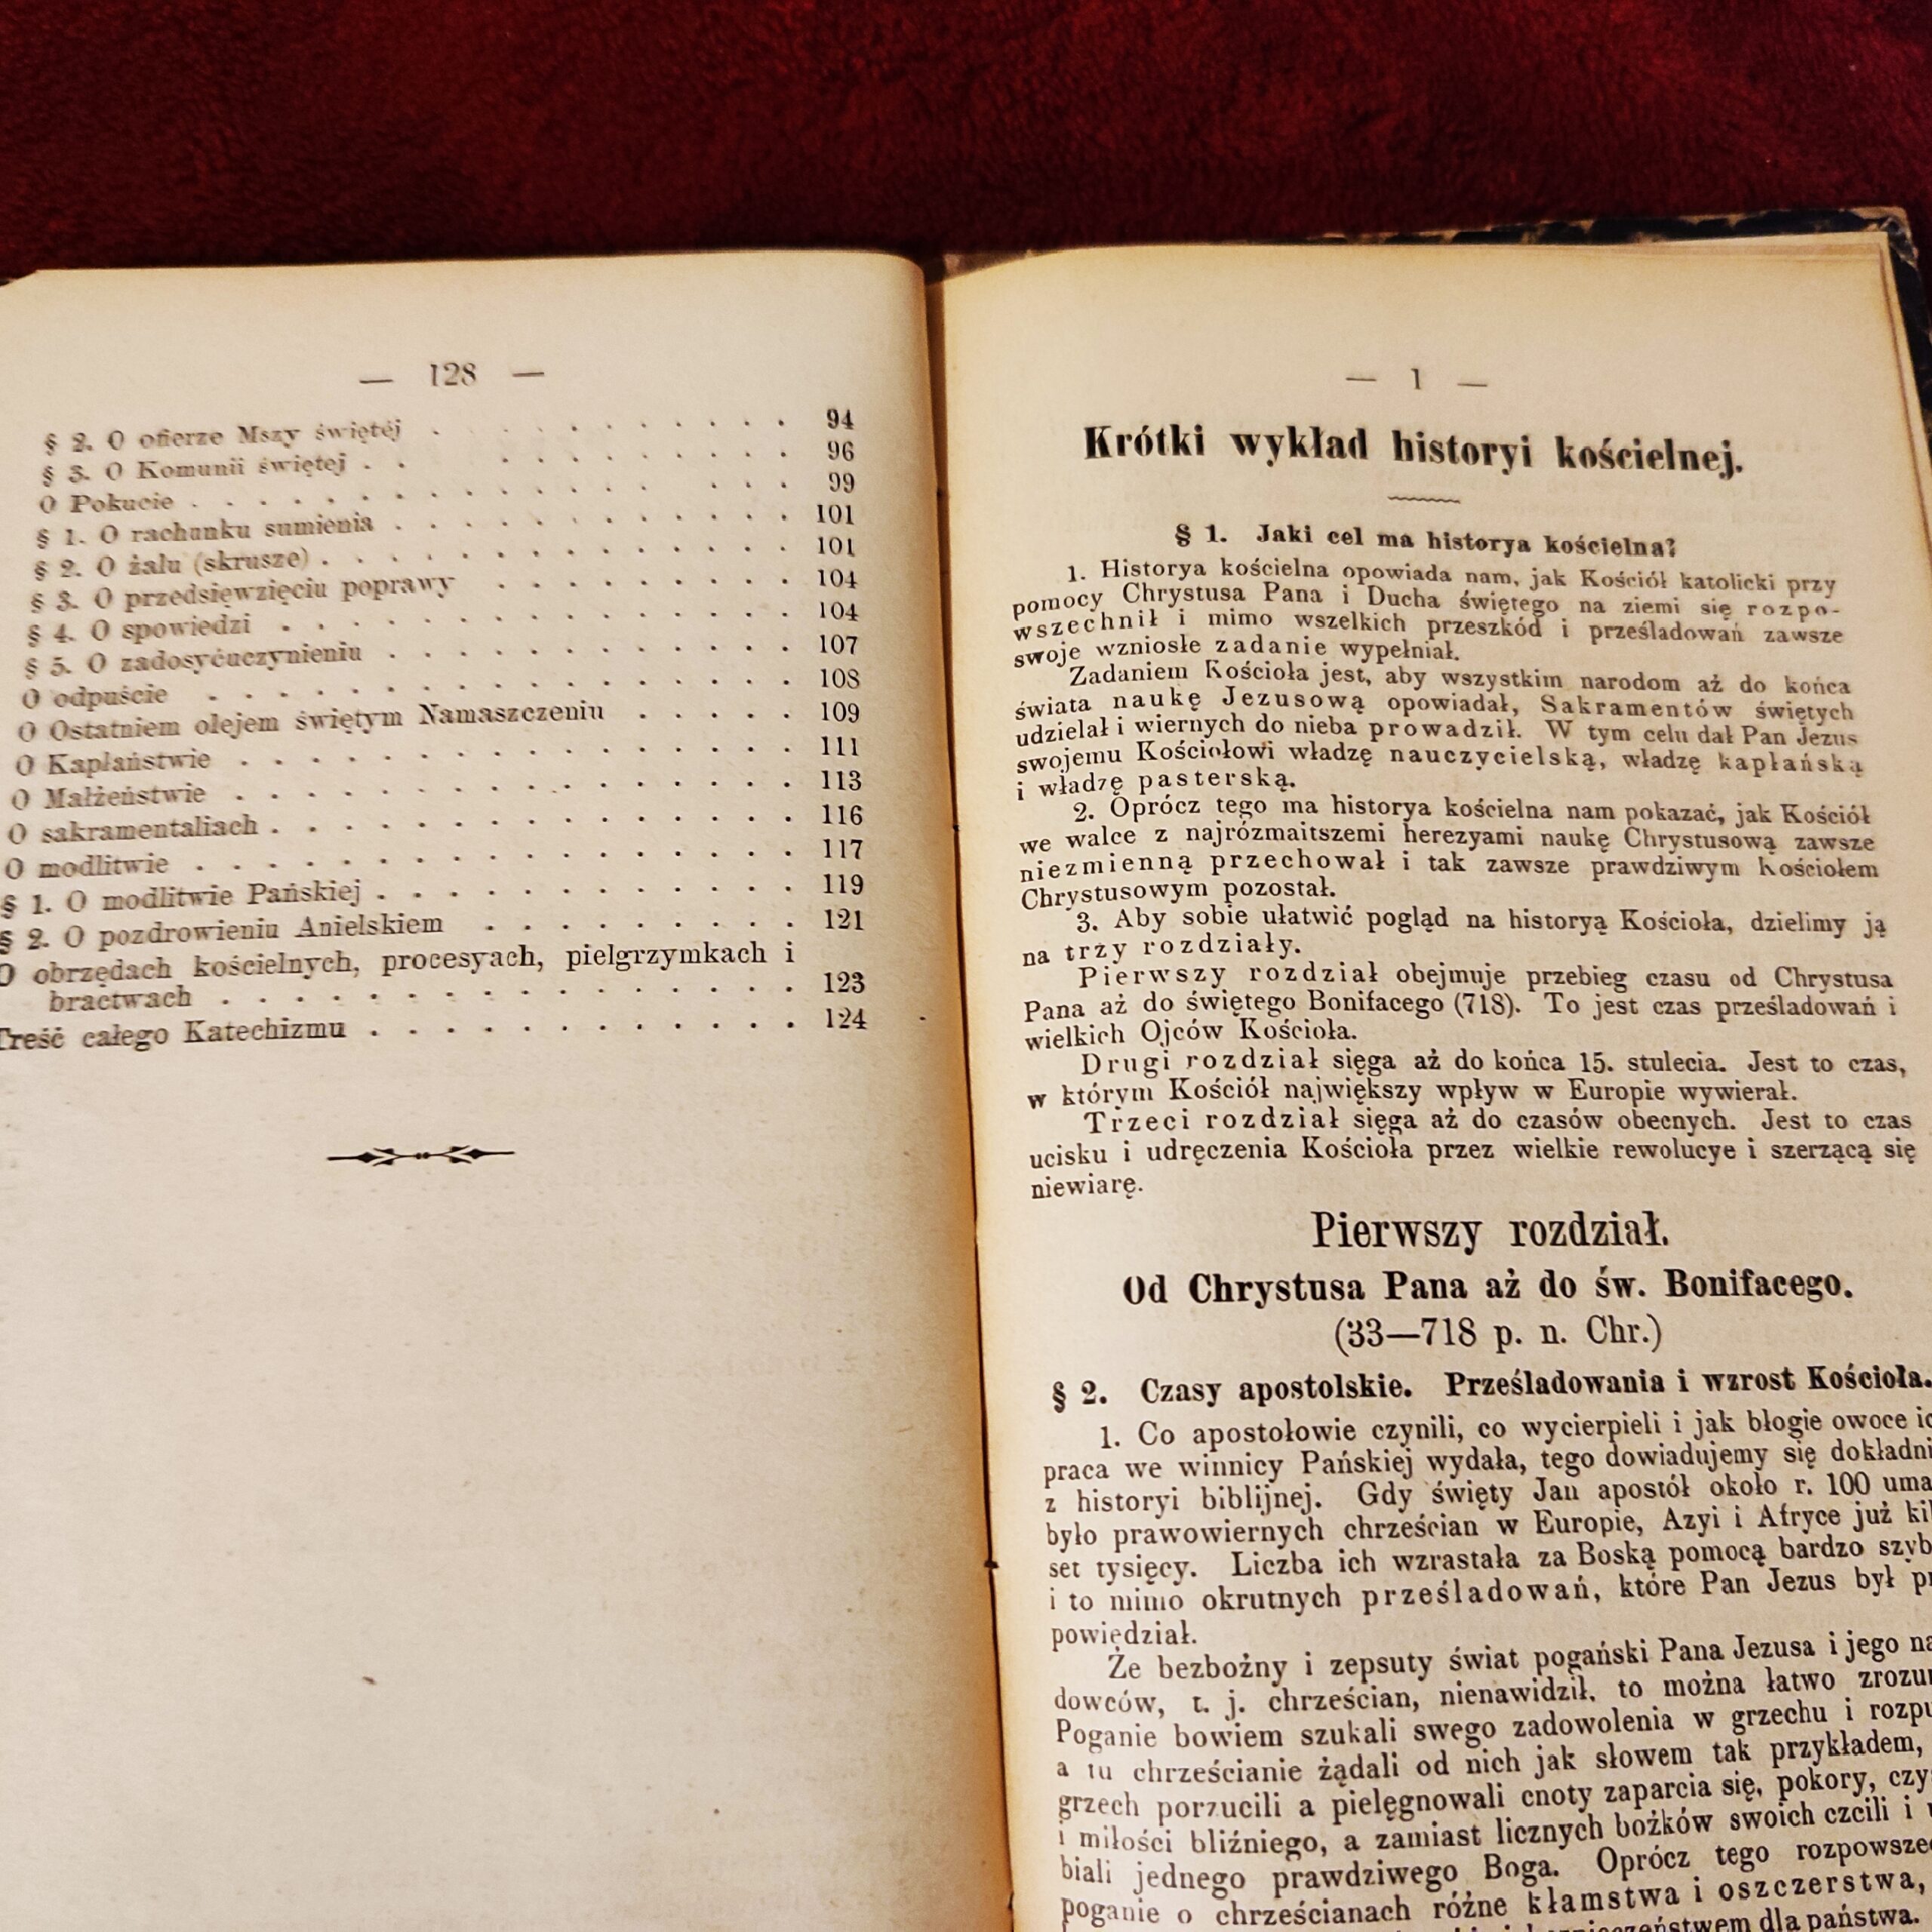 — 128 —
§ 2. O ofierze Mszy świętéj . . . . . . . . . . 94
§ 3. O Komunii świętej . . . . . . . . . . 96
O Pokucie . . . . . . . . . . . . . . . 99
§ 1. O rachunku sumienia . . . . . . . . . . . . 101
§ 2. O żalu (skrusze) . . . . . . . . . . . . . . 101
§ 3. O przedsięwzięciu poprawy . . . . . . . . . 104
§ 4. O spowiedzi . . . . . . . . . . . . . . . 104
§ 5. O zadosyćuczynieniu . . . . . . . . . . . . 107
O odpuście . . . . . . . . . . . . . . . . 108
O Ostatniem olejem świętym Namaszczeniu . . . . . 109
O Kapłaństwie . . . . . . . . . . . . . . . 111
O Małżeństwie . . . . . . . . . . . . . . . 113
O sakramentaliach . . . . . . . . . . . . . . 116
O modlitwie . . . . . . . . . . . . . . . . 117
§ 1. O modlitwie Pańskiej . . . . . . . . . . . . 119
§ 2. O pozdrowieniu Anielskiem . . . . . . . . . 121
O obrzędach kościelnych, procesyach, pielgrzymkach i
bractwach . . . . . . . . . . . . . . . . 123
Treść całego Katechizmu . . . . . . . . . . . . 124
— 1 —
Krótki wykład historyi kościelnej.
§ 1. Jaki cel ma historya kościelna?
1. Historya kościelna opowiada nam, jak Kościół katolicki przy
pomocy Chrystusa Pana i Ducha świętego na ziemi się rozpo-
wszechnił i mimo wszelkich przeszkód i prześladowań zawsze
swoje wzniosłe zadanie wypełniał.
Zadaniem Kościoła jest, aby wszystkim narodom aż do końca
świata naukę Jezusową opowiadał, Sakramentów świętych
udzielał i wiernych do nieba prowadził. W tym celu dał Pan Jezus
swojemu Kościołowi władzę nauczycielską, władzę kapłańską
i władzę pasterską.
2. Oprócz tego ma historya kościelna nam pokazać, jak Kościół
we walce z najrózmaitszemi herezyami naukę Chrystusową zawsze
niezmienną przechował i tak zawsze prawdziwym Kościołem
Chrystusowym pozostał.
3. Aby sobie ułatwić pogląd na historyą Kościoła, dzielimy ją
na trzy rozdziały.
Pierwszy rozdział obejmuje przebieg czasu od Chrystusa
Pana aż do świętego Bonifacego (718). To jest czas prześladowań i
wielkich Ojców Kościoła.
Drugi rozdział sięga aż do końca 15. stulecia. Jest to czas,
w którym Kościół największy wpływ w Europie wywierał.
Trzeci rozdział sięga aż do czasów obecnych. Jest to czas
ucisku i udręczenia Kościoła przez wielkie rewolucye i szerzącą się
niewiarę.
Pierwszy rozdział.
Od Chrystusa Pana aż do św. Bonifacego.
(33—718 p. n. Chr.)
§ 2. Czasy apostolskie. Prześladowania i wzrost Kościoła.
1. Co apostołowie czynili, co wycierpieli i jak błogie owoce
praca we winnicy Pańskiej wydała, tego dowiadujemy się dokładni
z historyi biblijnej. Gdy święty Jan apostół około r. 100 uma
było prawowiernych chrześcian w Europie, Azyi i Afryce już
set tysięcy. Liczba ich wzrastała za Boską pomocą bardzo szyb
i to mimo okrutnych prześladowań, które Pan Jezus był
powiedział.
Że bezbożny i zepsuty świat pogański Pana Jezusa i jego na
dowców, t. j. chrześcian, nienawidził, to można łatwo zrozu
Poganie bowiem szukali swego zadowolenia w grzechu i rozpu
a tu chrześcianie żądali od nich jak słowem tak przykładem,
grzech porzucili a pielęgnowali cnoty zaparcia się, pokory, czy
i miłości bliźniego, a zamiast licznych bożków swoich czcili i
biali jednego prawdziwego Boga. Oprócz tego rozpowsze
poganie o chrześcianach różne kłamstwa i oszczerstwa,
dla państwa.